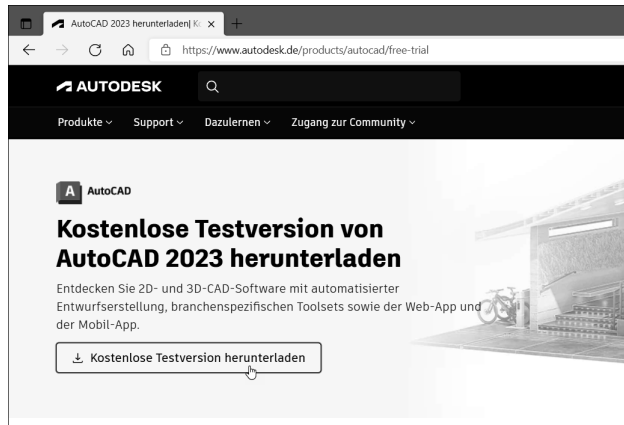 AutoCAD 2023 herunterladen| Ko
https://www.autodesk.de/products/autocad/free-trial
AUTODESK
Produkte Support Dazulernen Zugang zur Community
A AutoCAD
Kostenlose Testversion von
AutoCAD 2023 herunterladen
Entdecken Sie 2D- und 3D-CAD-Software mit automatisierter
Entwurfserstellung, branchenspezifischen Toolsets sowie der Web-App und
der Mobil-App.
Kostenlose Testversion herunterladen